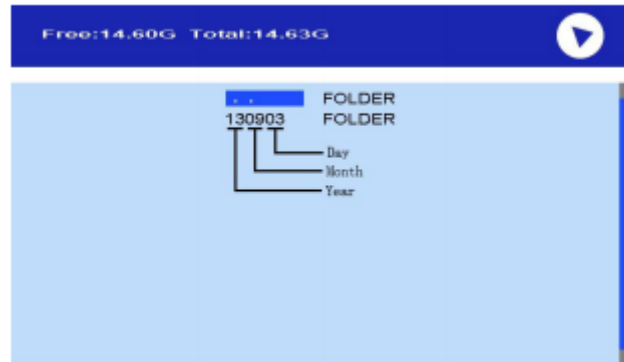 Free:14.60G Total:14.63G
.. FOLDER
130903 FOLDER
Day
Month
Year